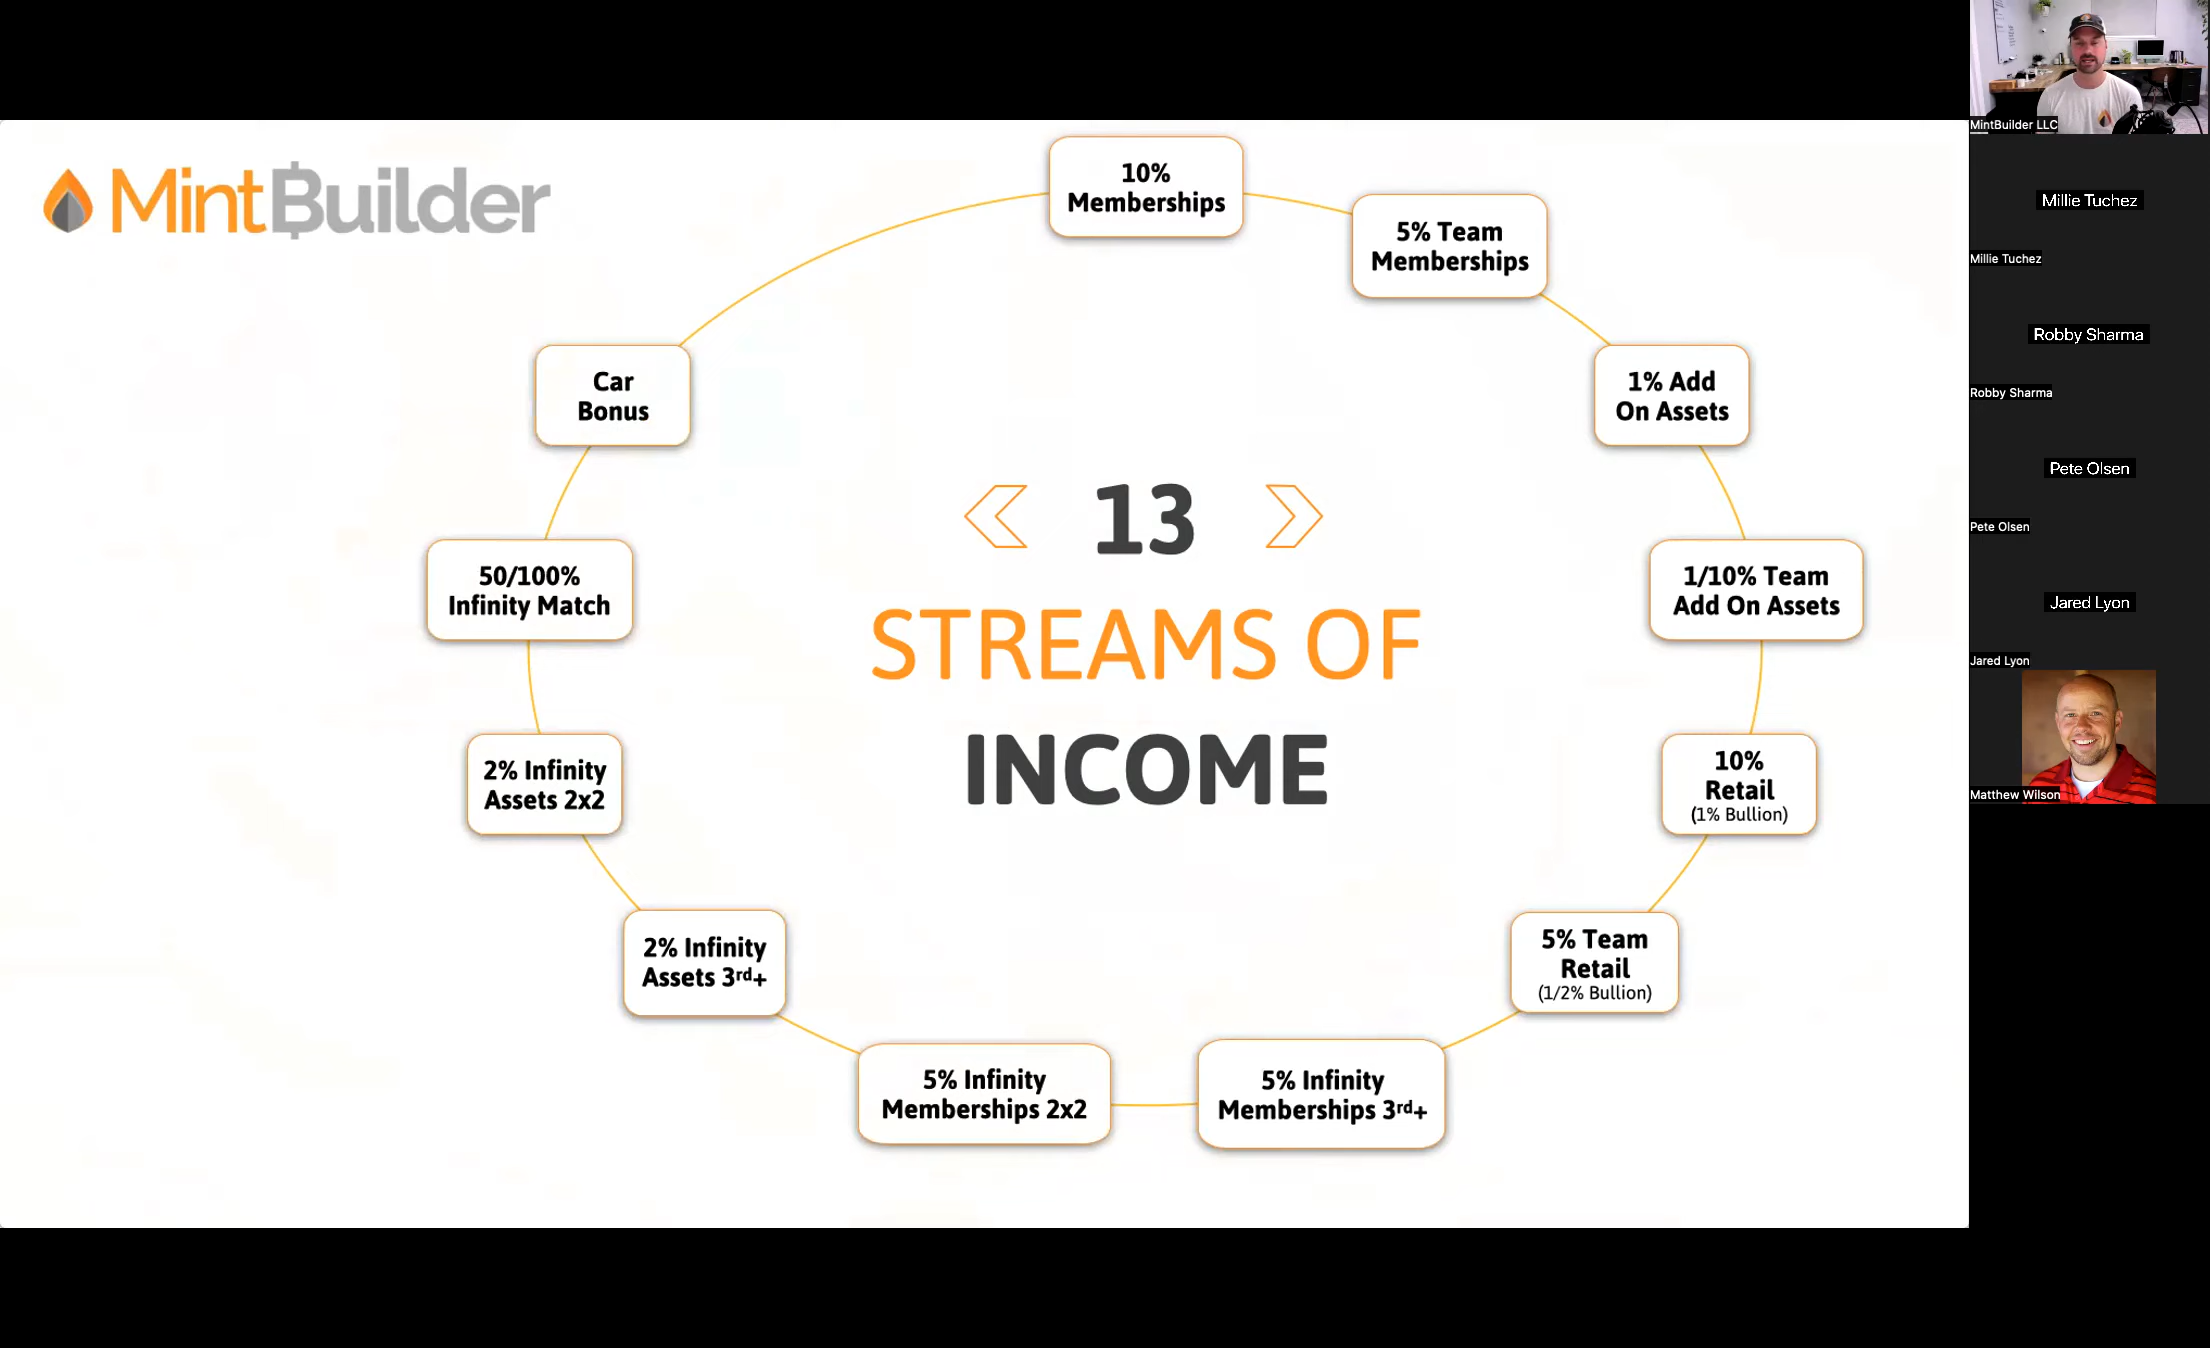 MintBuilder
10%
Memberships
5% Team
Memberships
1% Add
On Assets
1/10% Team
Add On Assets
10%
Retail
(1% Bullion)
5% Team
Retail
(1/2% Bullion)
5% Infinity
Memberships 3rd+
5% Infinity
Memberships 2x2
2% Infinity
Assets 3rd+
2% Infinity
Assets 2x2
50/100%
Infinity Match
Car
Bonus
13
STREAMS OF
INCOME
MintBuilder LLC
Millie Tuchez
Millie Tuchez
Robby Sharma
Robby Sharma
Pete Olsen
Pete Olsen
Jared Lyon
Jared Lyon
Matthew Wilson